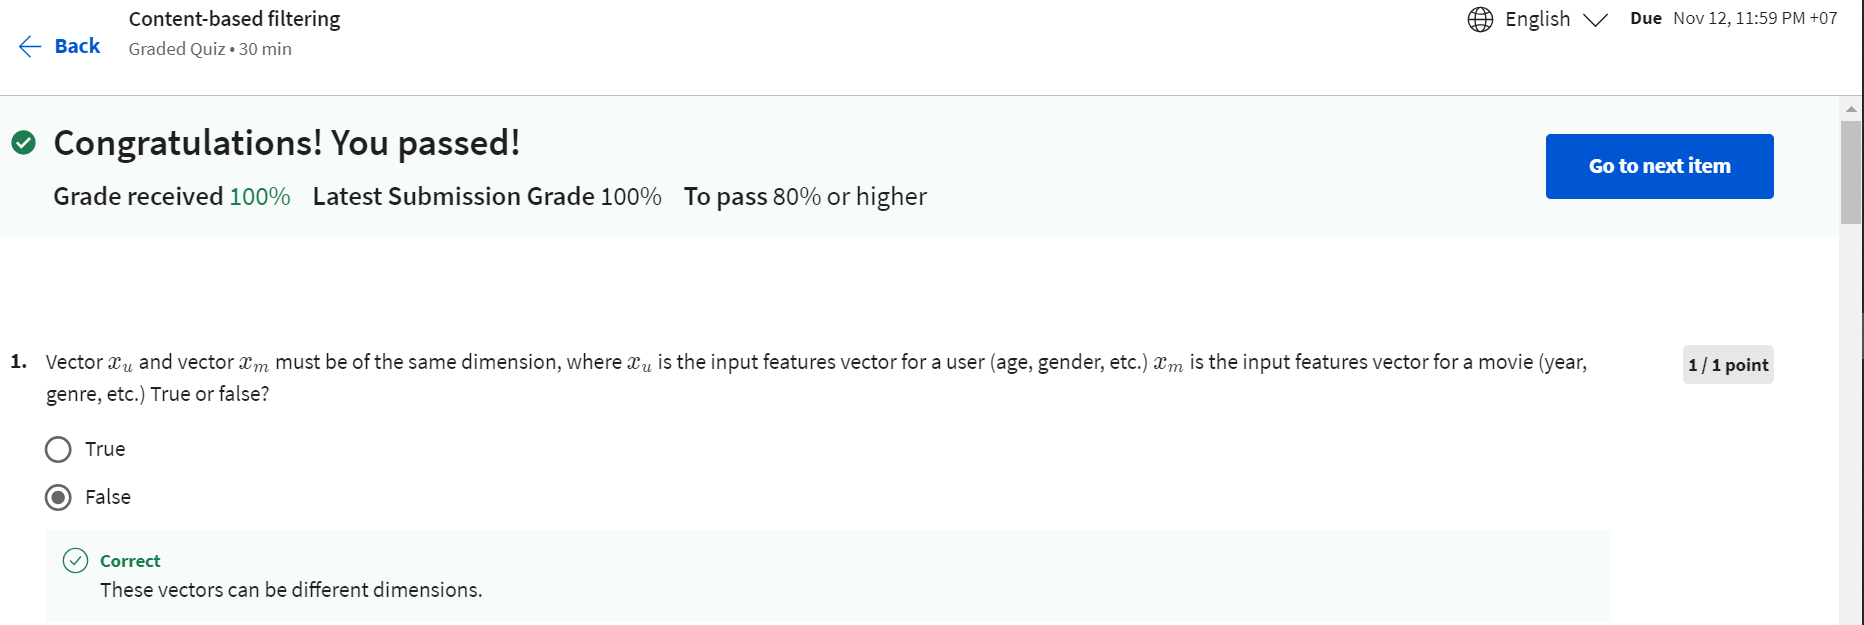 Content-based filtering
English
Due Nov 12, 11:59 PM +07
Back
Graded Quiz • 30 min
Congratulations! You passed!
Go to next item
Grade received 100% Latest Submission Grade 100% To pass 80% or higher
1. Vector x_u and vector x_m must be of the same dimension, where x_u is the input features vector for a user (age, gender, etc.) x_m is the input features vector for a movie (year,
genre, etc.) True or false?
1 / 1 point
True
False
Correct
These vectors can be different dimensions.